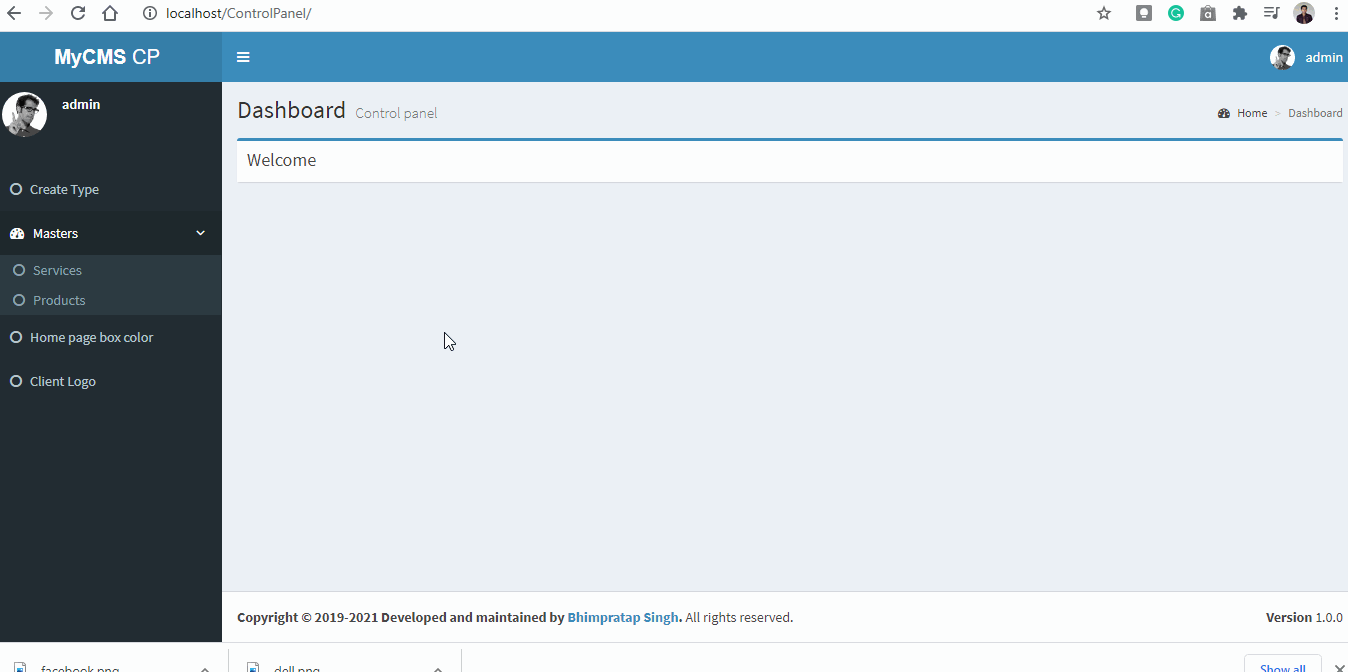 localhost/ControlPanel/
MyCMS CP
admin
admin
Dashboard Control panel
Home > Dashboard
Welcome
Create Type
Masters
Services
Products
Home page box color
Client Logo
Copyright © 2019-2021 Developed and maintained by Bhimpratap Singh. All rights reserved.
Version 1.0.0
facebook.png
dell.png
Show all